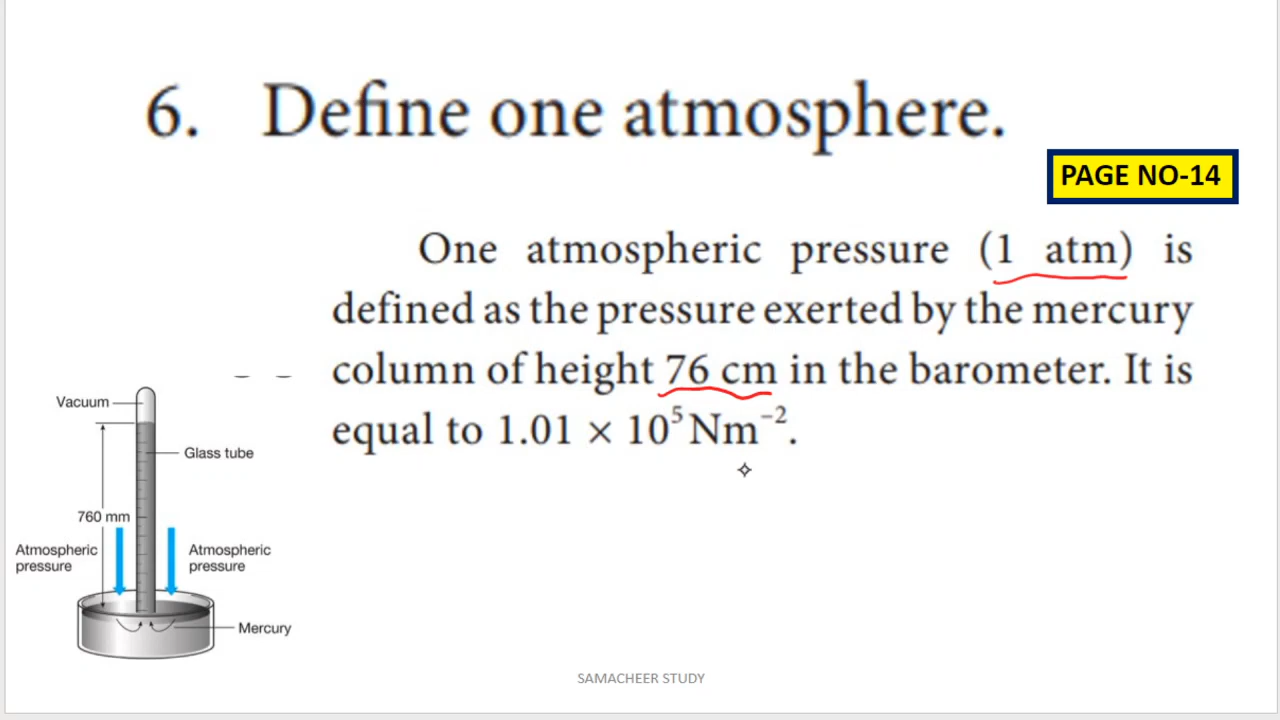 6. Define one atmosphere.
PAGE NO-14
One atmospheric pressure (1 atm) is
defined as the pressure exerted by the mercury
column of height 76 cm in the barometer. It is
equal to 1.01 × 10⁵ Nm⁻².
Vacuum
Glass tube
760 mm
Atmospheric
pressure
Atmospheric
pressure
Mercury
SAMACHEER STUDY